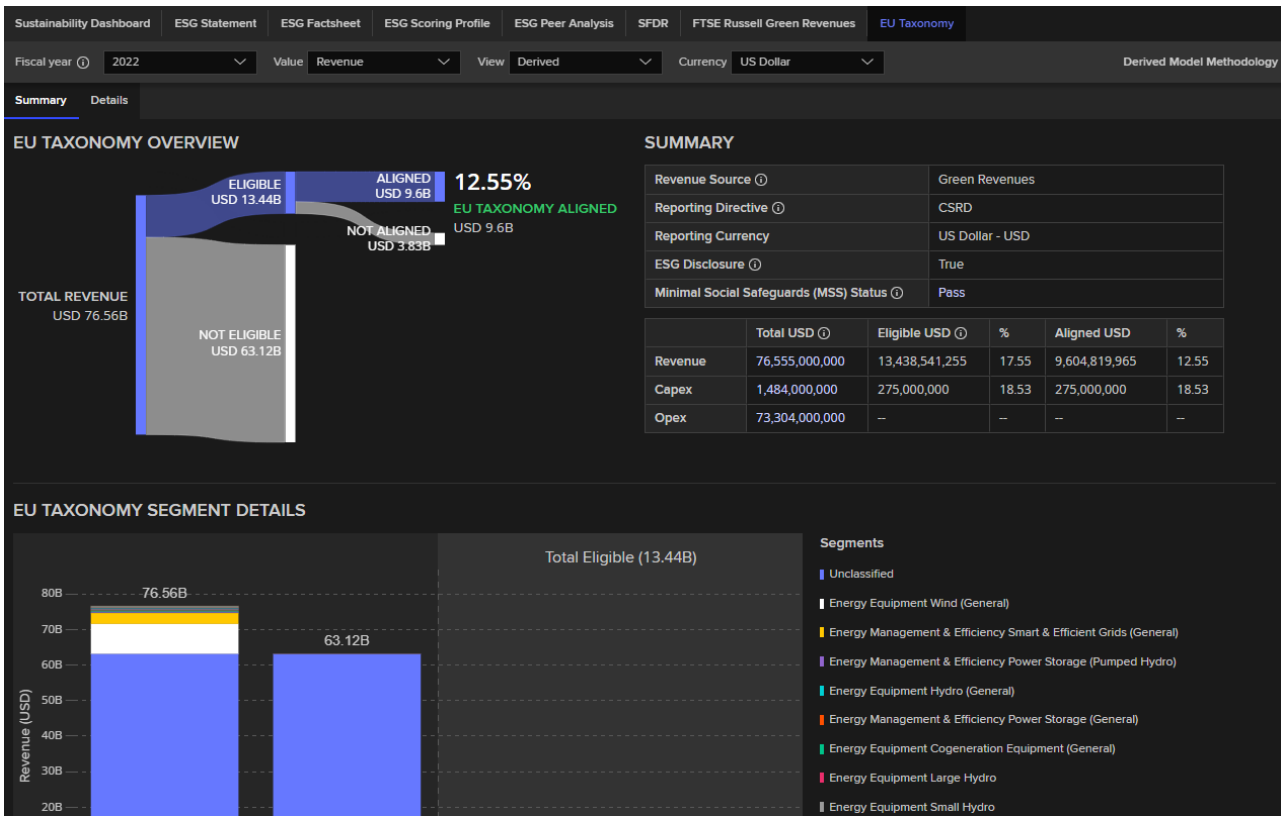 Sustainability Dashboard ESG Statement ESG Factsheet ESG Scoring Profile ESG Peer Analysis SFDR FTSE Russell Green Revenues EU Taxonomy
Fiscal year 2022 Value Revenue View Derived Currency US Dollar Derived Model Methodology
Summary Details
EU TAXONOMY OVERVIEW
TOTAL REVENUE
USD 76.56B
ELIGIBLE
USD 13.44B
NOT ELIGIBLE
USD 63.12B
ALIGNED
USD 9.6B
NOT ALIGNED
USD 3.83B
12.55%
EU TAXONOMY ALIGNED
USD 9.6B
SUMMARY
Revenue Source Green Revenues
Reporting Directive CSRD
Reporting Currency US Dollar - USD
ESG Disclosure True
Minimal Social Safeguards (MSS) Status Pass
Total USD Eligible USD % Aligned USD %
Revenue 76,555,000,000 13,438,541,255 17.55 9,604,819,965 12.55
Capex 1,484,000,000 275,000,000 18.53 275,000,000 18.53
Opex 73,304,000,000 -- -- -- --
EU TAXONOMY SEGMENT DETAILS
Total Eligible (13.44B)
Revenue (USD)
80B
70B
60B
50B
40B
30B
20B
76.56B
63.12B
Segments
Unclassified
Energy Equipment Wind (General)
Energy Management & Efficiency Smart & Efficient Grids (General)
Energy Management & Efficiency Power Storage (Pumped Hydro)
Energy Equipment Hydro (General)
Energy Management & Efficiency Power Storage (General)
Energy Equipment Cogeneration Equipment (General)
Energy Equipment Large Hydro
Energy Equipment Small Hydro